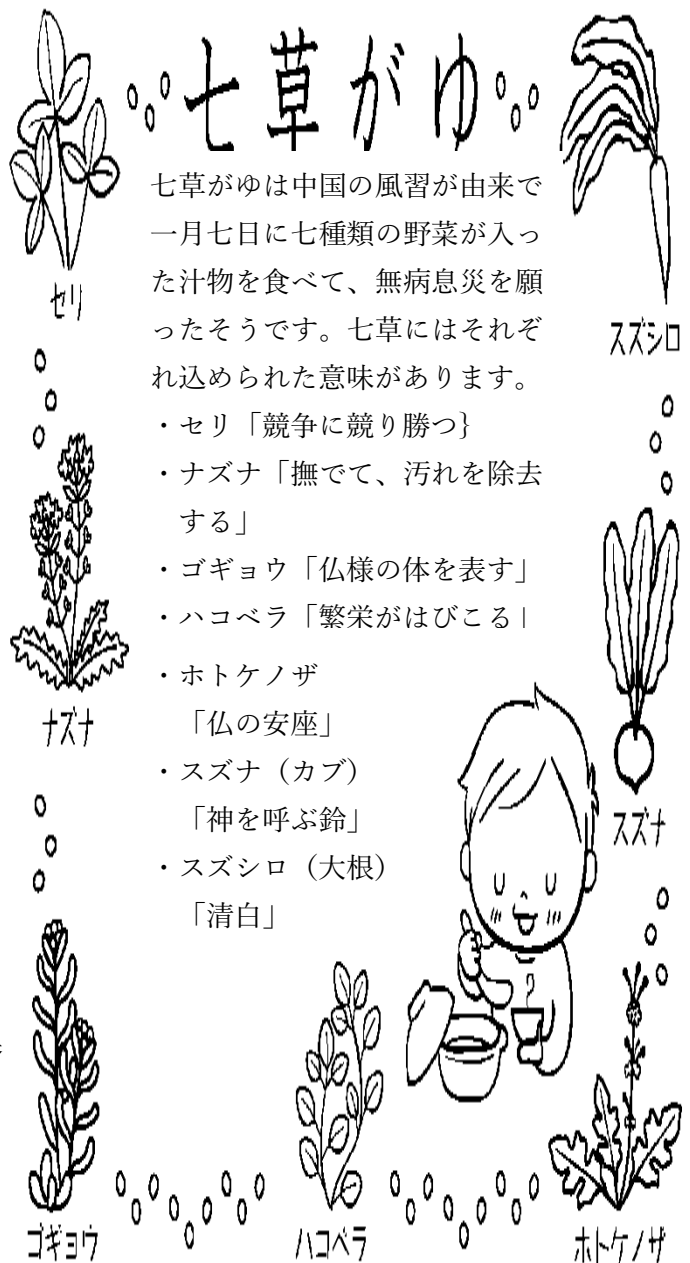 七草がゆ
七草がゆは中国の風習が由来で
一月七日に七種類の野菜が入っ
た汁物を食べて、無病息災を願
ったそうです。七草にはそれぞ
れ込められた意味があります。
・セリ「競争に競り勝つ}
・ナズナ「撫でて、汚れを除去
する」
・ゴギョウ「仏様の体を表す」
・ハコベラ「繁栄がはびこる」
・ホトケノザ
「仏の安座」
・スズナ（カブ）
「神を呼ぶ鈴」
・スズシロ（大根）
「清白」
セリ
スズシロ
ナズナ
スズナ
ゴギョウ
ハコベラ
ホトケノザ